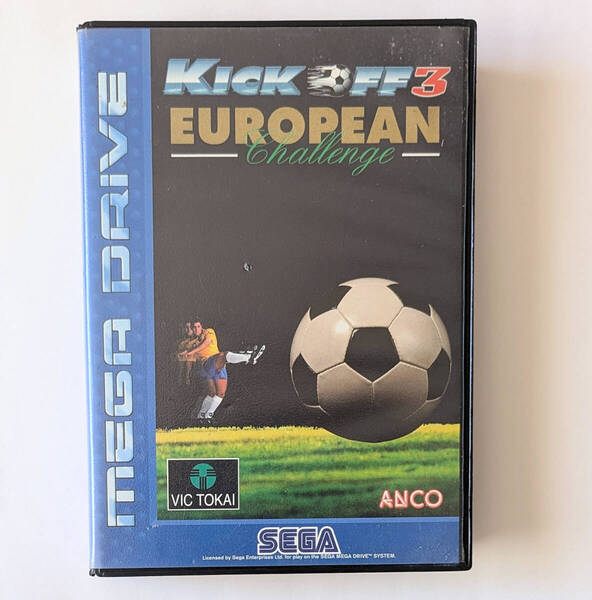 MEGA DRIVE
KICK OFF 3
EUROPEAN
Challenge
VIC TOKAI
ANCO
SEGA
Licensed by Sega Enterprises Ltd. for play on the SEGA MEGA DRIVE™ SYSTEM.